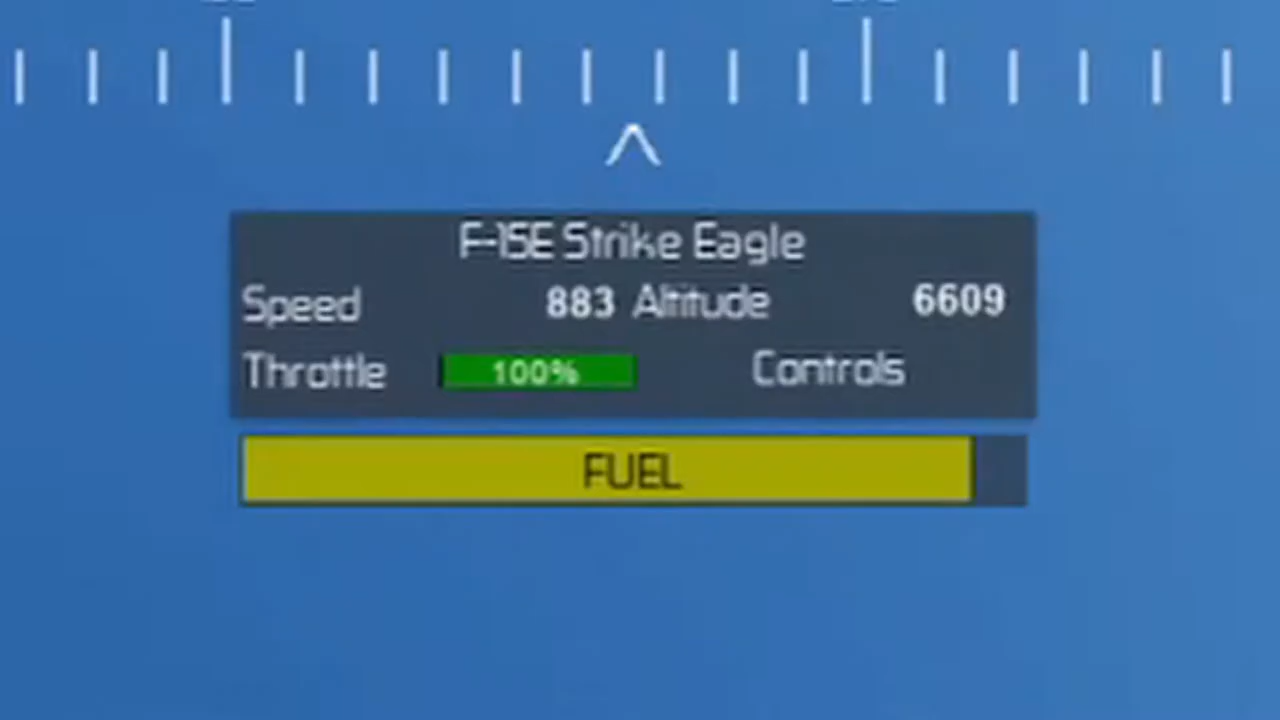 F-15E Strike Eagle
Speed 883 Altitude 6609
Throttle 100% Controls
FUEL